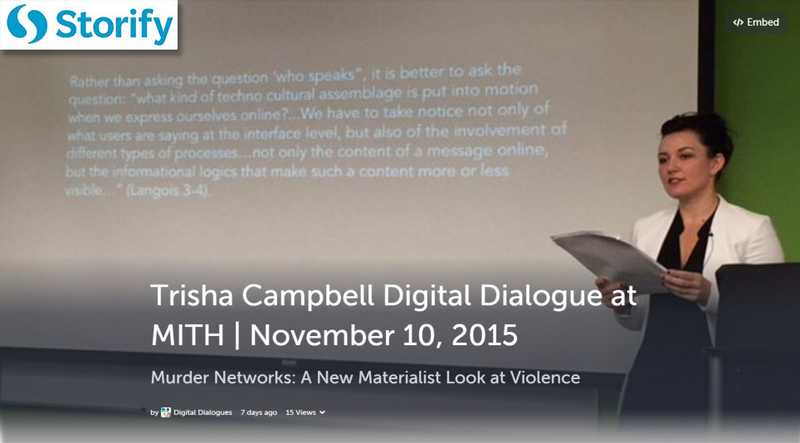 Storify
Embed
Rather than asking the question 'who speaks", it is better to ask the
question: "what kind of techno cultural assemblage is put into motion
when we express ourselves online?...We have to take notice not only of
what users are saying at the interface level, but also of the involvement of
different types of processes....not only the content of a message online,
but the informational logics that make such a content more or less
visible..." (Langois 3-4).
Trisha Campbell Digital Dialogue at
MITH | November 10, 2015
Murder Networks: A New Materialist Look at Violence
by Digital Dialogues 7 days ago 15 Views